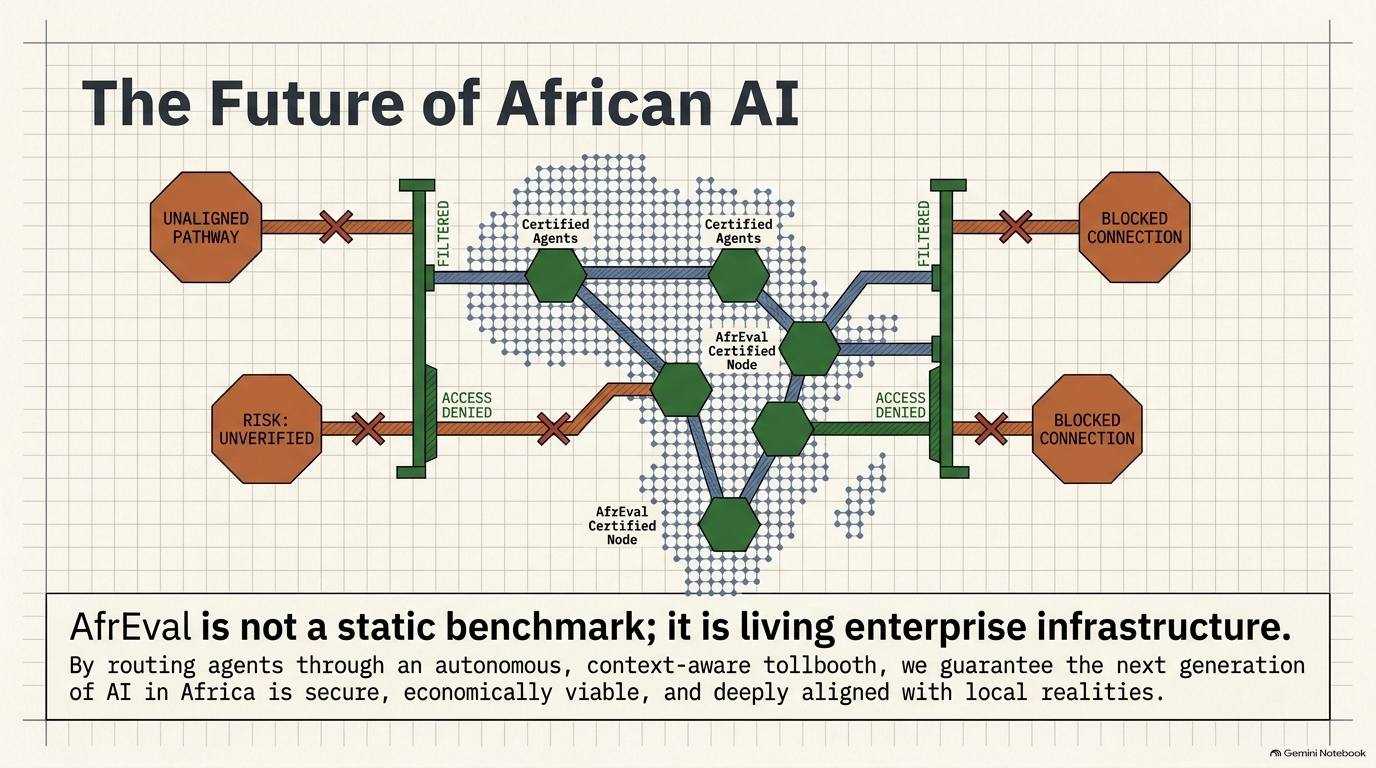 The Future of African AI
UNALIGNED
PATHWAY
FILTERED
Certified
Agents
Certified
Agents
FILTERED
BLOCKED
CONNECTION
AfrEval
Certified
Node
RISK:
UNVERIFIED
ACCESS
DENIED
ACCESS
DENIED
BLOCKED
CONNECTION
AfrEval
Certified
Node
AfrEval is not a static benchmark; it is living enterprise infrastructure.
By routing agents through an autonomous, context-aware tollbooth, we guarantee the next generation
of AI in Africa is secure, economically viable, and deeply aligned with local realities.
Gemini Notebook